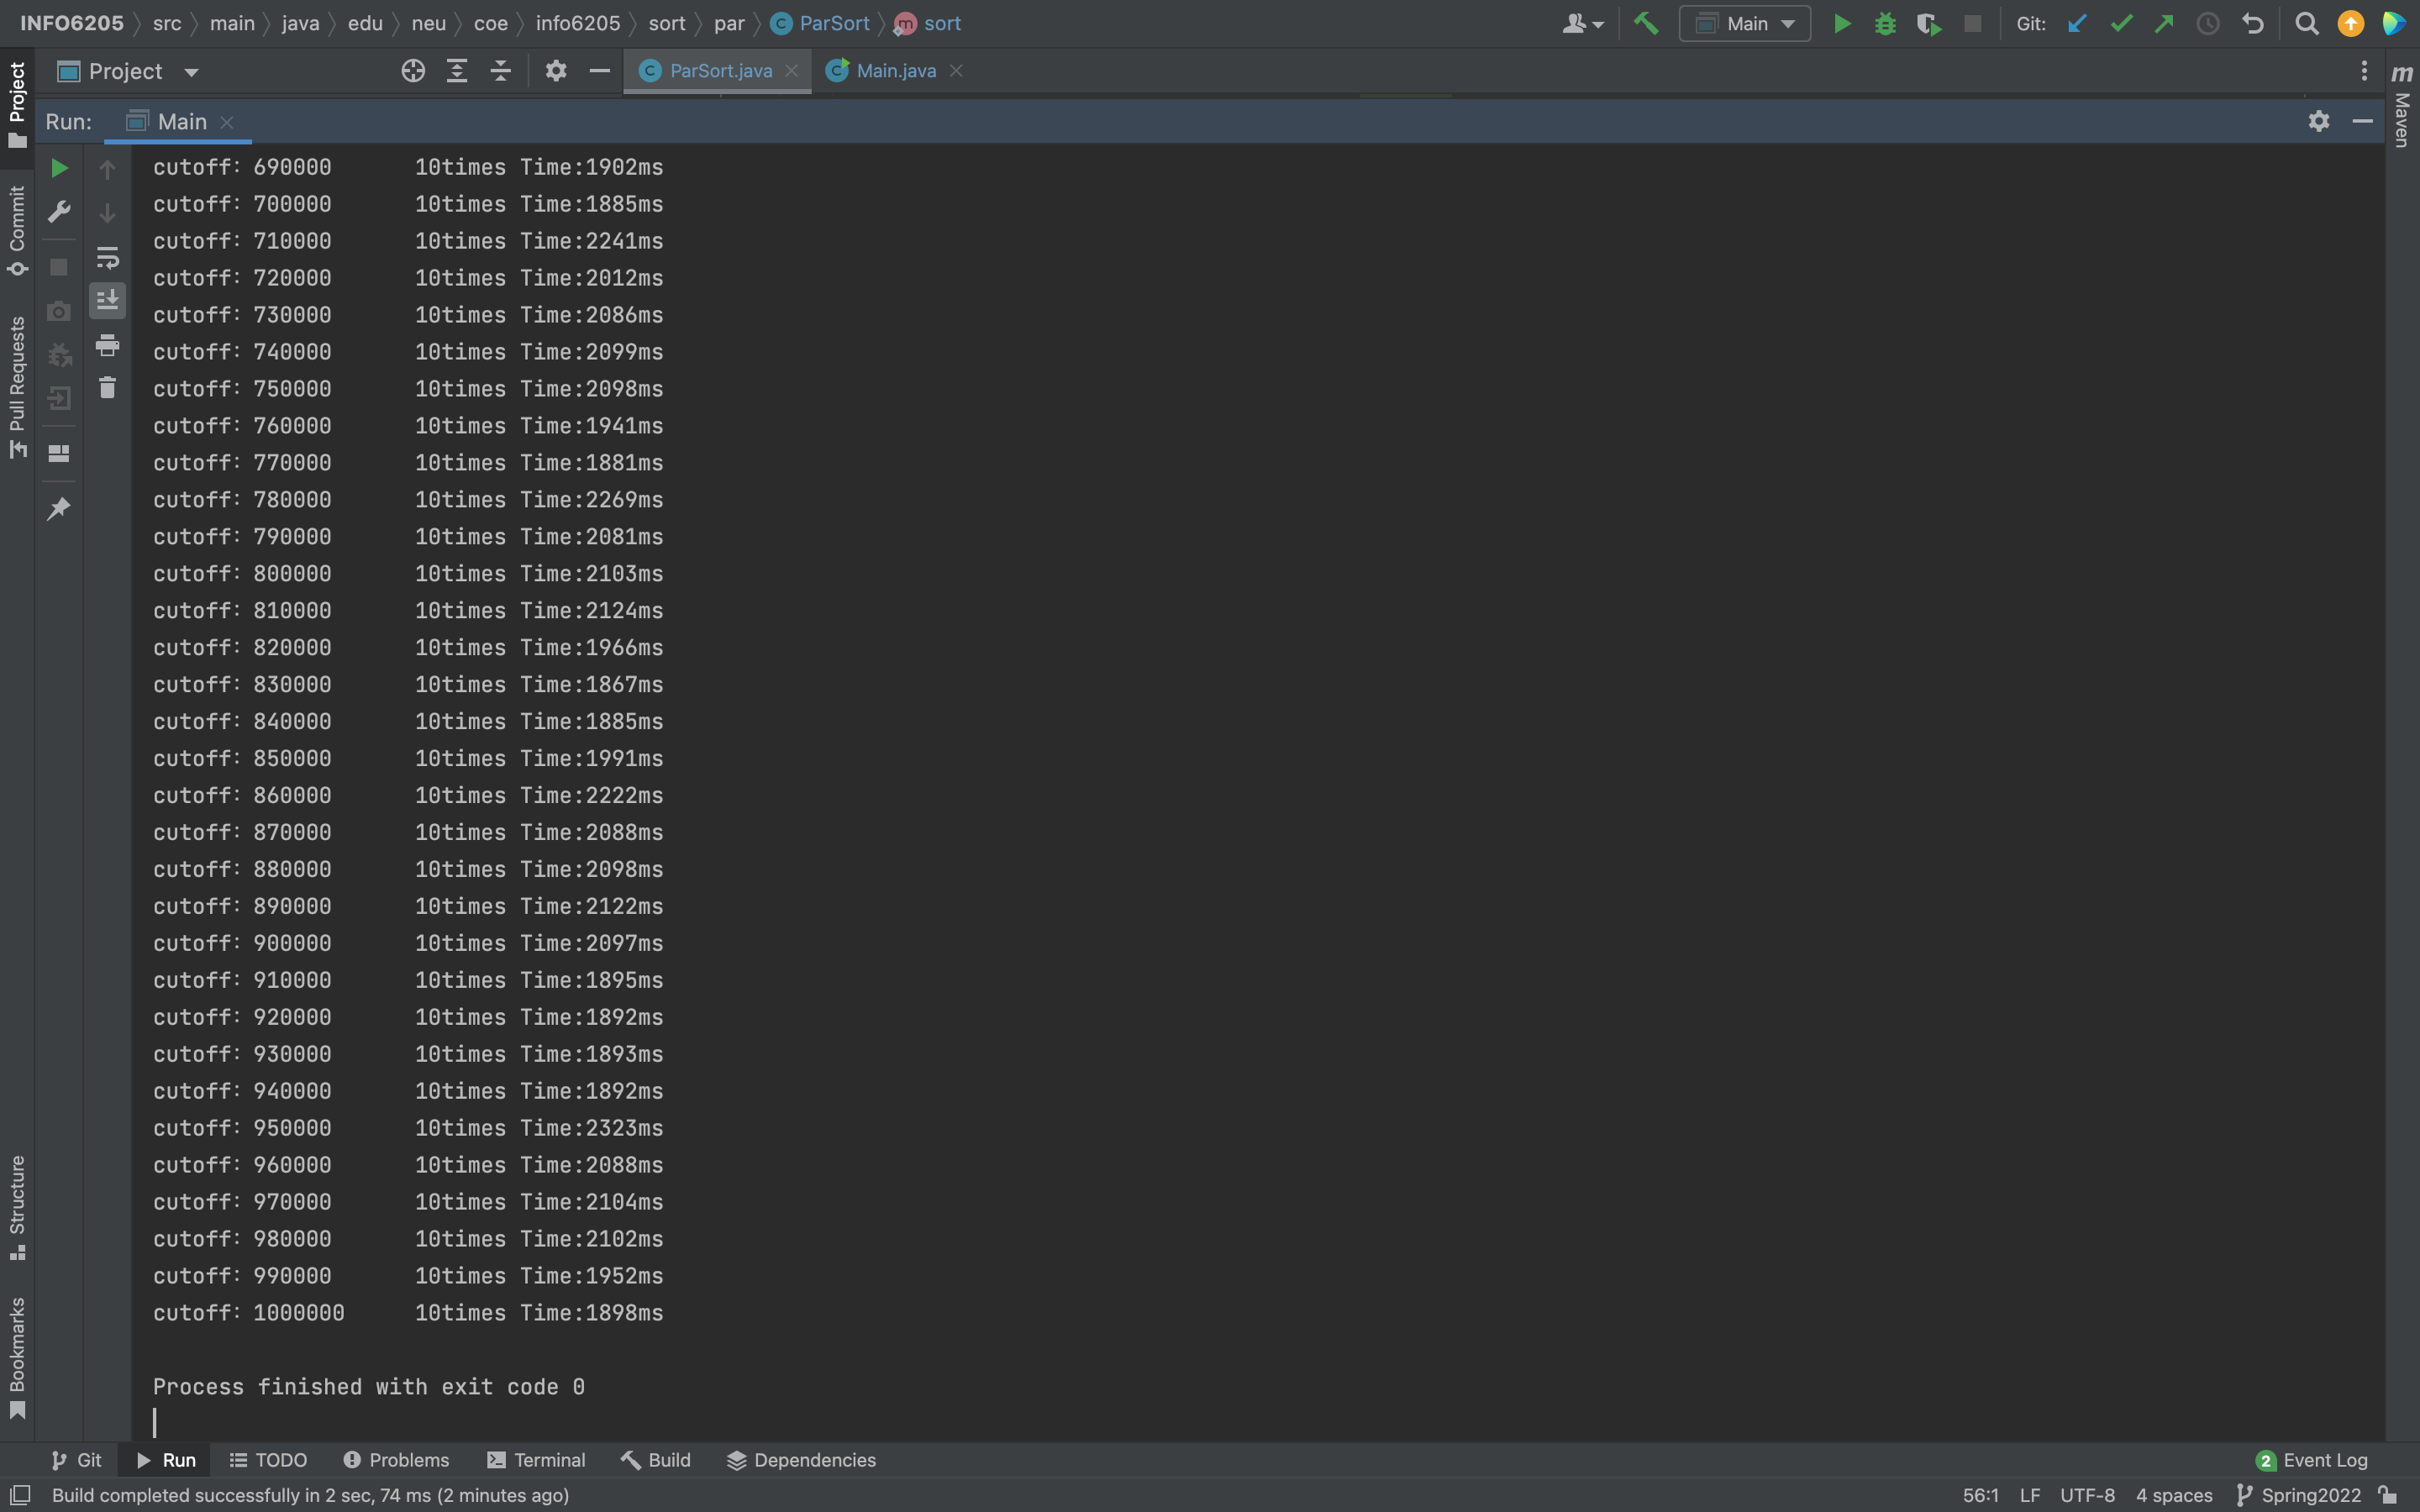 INFO6205 src main java edu neu coe info6205 sort par ParSort sort Main Git:
Project ParSort.java Main.java
Run: Main
cutoff: 690000 10times Time:1902ms
cutoff: 700000 10times Time:1885ms
cutoff: 710000 10times Time:2241ms
cutoff: 720000 10times Time:2012ms
cutoff: 730000 10times Time:2086ms
cutoff: 740000 10times Time:2099ms
cutoff: 750000 10times Time:2098ms
cutoff: 760000 10times Time:1941ms
cutoff: 770000 10times Time:1881ms
cutoff: 780000 10times Time:2269ms
cutoff: 790000 10times Time:2081ms
cutoff: 800000 10times Time:2103ms
cutoff: 810000 10times Time:2124ms
cutoff: 820000 10times Time:1966ms
cutoff: 830000 10times Time:1867ms
cutoff: 840000 10times Time:1885ms
cutoff: 850000 10times Time:1991ms
cutoff: 860000 10times Time:2222ms
cutoff: 870000 10times Time:2088ms
cutoff: 880000 10times Time:2098ms
cutoff: 890000 10times Time:2122ms
cutoff: 900000 10times Time:2097ms
cutoff: 910000 10times Time:1895ms
cutoff: 920000 10times Time:1892ms
cutoff: 930000 10times Time:1893ms
cutoff: 940000 10times Time:1892ms
cutoff: 950000 10times Time:2323ms
cutoff: 960000 10times Time:2088ms
cutoff: 970000 10times Time:2104ms
cutoff: 980000 10times Time:2102ms
cutoff: 990000 10times Time:1952ms
cutoff: 1000000 10times Time:1898ms
Process finished with exit code 0
Project
Commit
Pull Requests
Structure
Bookmarks
Maven
Git Run TODO Problems Terminal Build Dependencies 2 Event Log
Build completed successfully in 2 sec, 74 ms (2 minutes ago) 56:1 LF UTF-8 4 spaces Spring2022